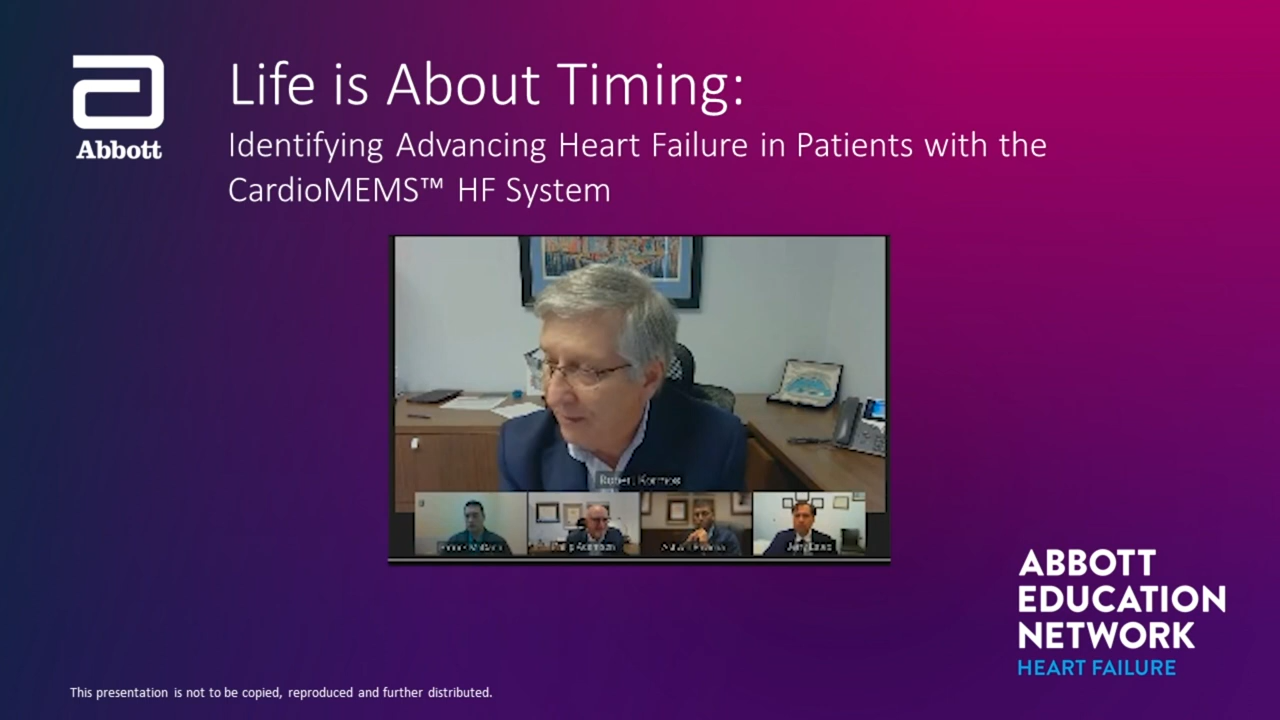 Abbott
Life is About Timing:
Identifying Advancing Heart Failure in Patients with the
CardioMEMS™ HF System
Robert Kormos
ABBOTT
EDUCATION
NETWORK
HEART FAILURE
This presentation is not to be copied, reproduced and further distributed.